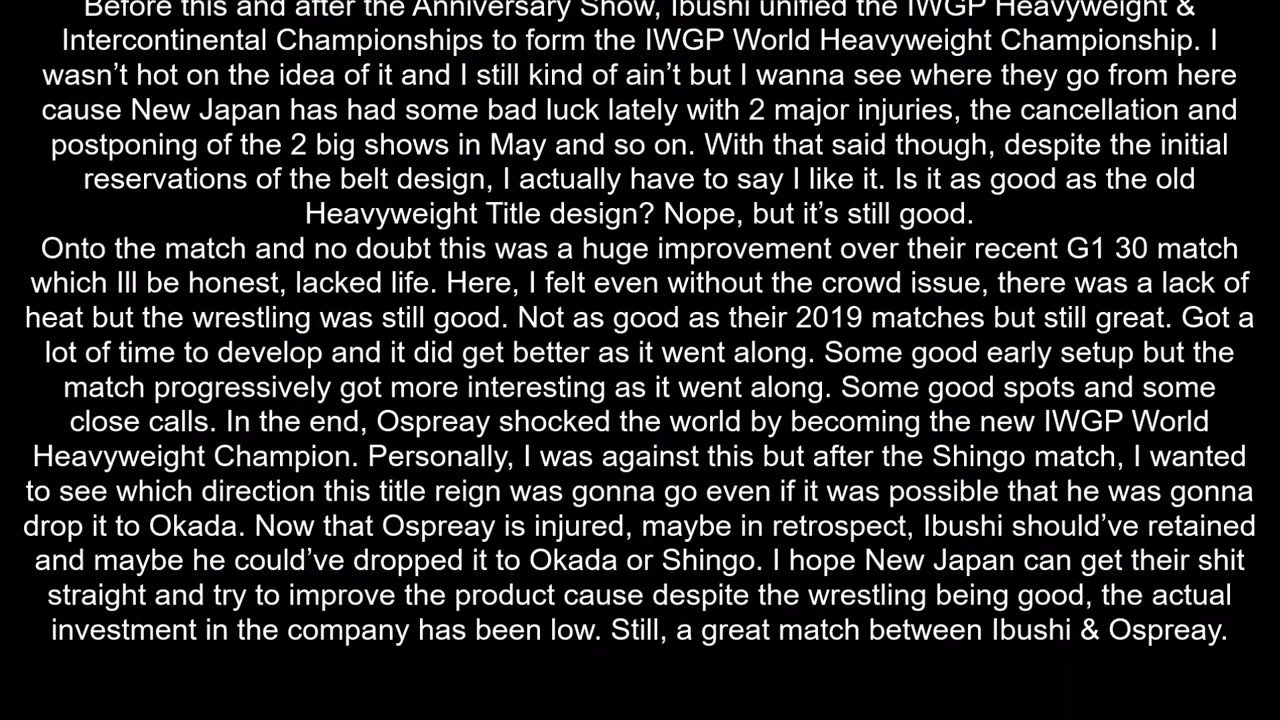 Before this and after the Anniversary Show, Ibushi unified the IWGP Heavyweight &
Intercontinental Championships to form the IWGP World Heavyweight Championship. I
wasn’t hot on the idea of it and I still kind of ain’t but I wanna see where they go from here
cause New Japan has had some bad luck lately with 2 major injuries, the cancellation and
postponing of the 2 big shows in May and so on. With that said though, despite the initial
reservations of the belt design, I actually have to say I like it. Is it as good as the old
Heavyweight Title design? Nope, but it’s still good.
Onto the match and no doubt this was a huge improvement over their recent G1 30 match
which Ill be honest, lacked life. Here, I felt even without the crowd issue, there was a lack of
heat but the wrestling was still good. Not as good as their 2019 matches but still great. Got a
lot of time to develop and it did get better as it went along. Some good early setup but the
match progressively got more interesting as it went along. Some good spots and some
close calls. In the end, Ospreay shocked the world by becoming the new IWGP World
Heavyweight Champion. Personally, I was against this but after the Shingo match, I wanted
to see which direction this title reign was gonna go even if it was possible that he was gonna
drop it to Okada. Now that Ospreay is injured, maybe in retrospect, Ibushi should’ve retained
and maybe he could’ve dropped it to Okada or Shingo. I hope New Japan can get their shit
straight and try to improve the product cause despite the wrestling being good, the actual
investment in the company has been low. Still, a great match between Ibushi & Ospreay.